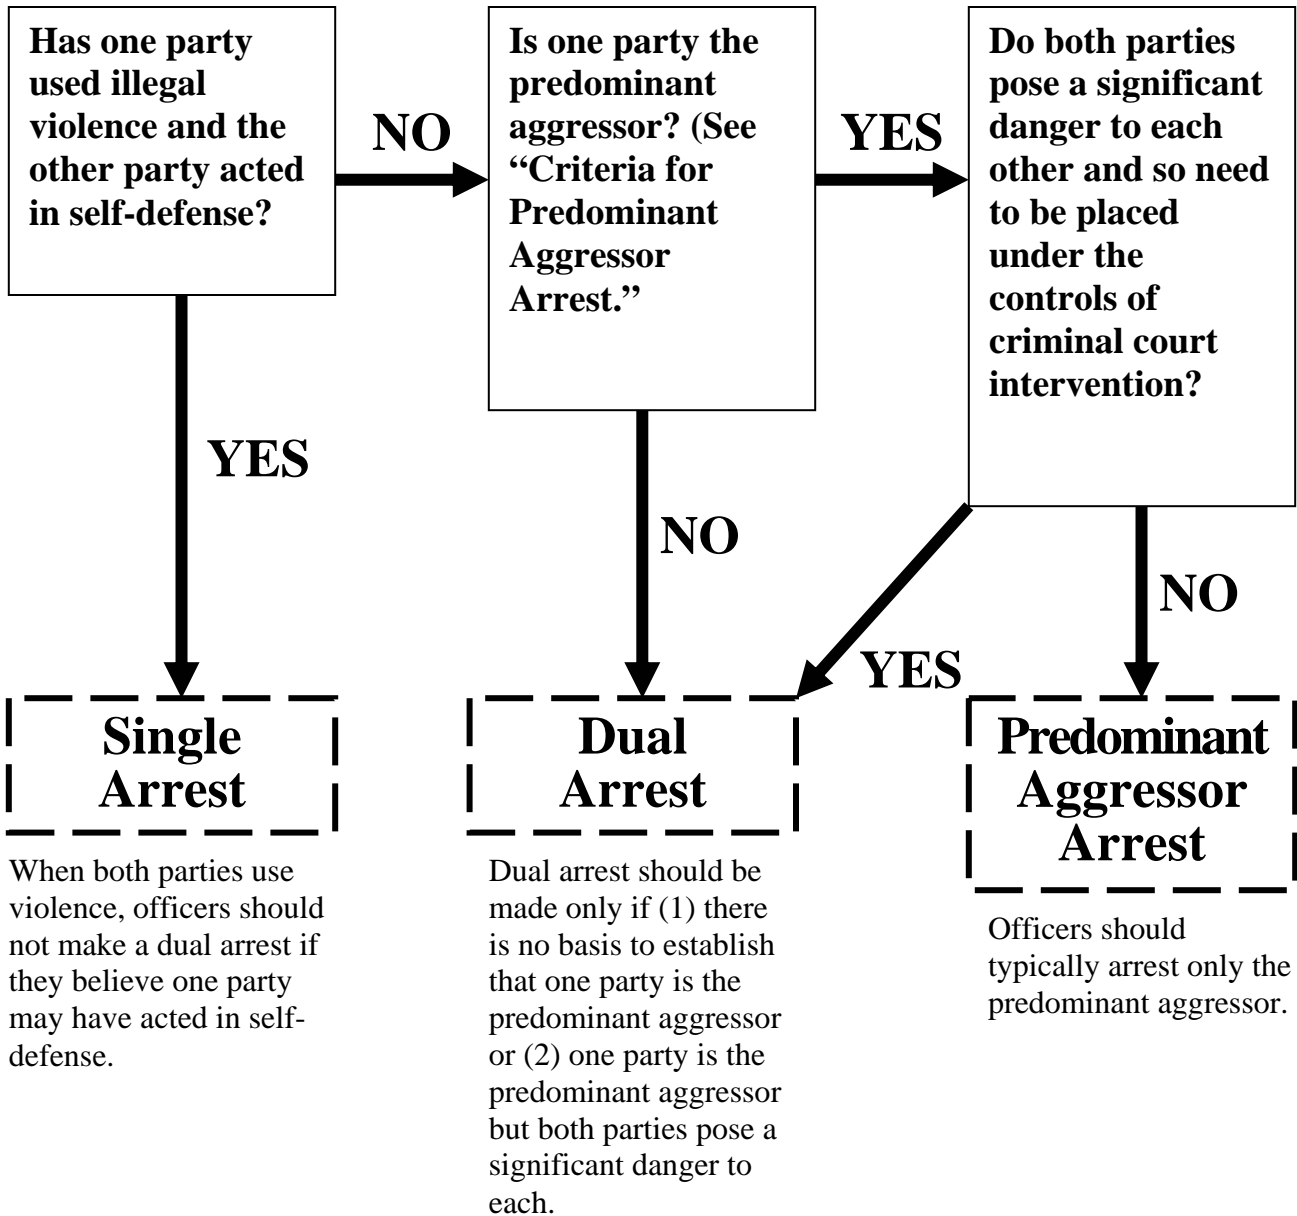 Has one party
used illegal
violence and the
other party acted
in self-defense?
NO
Is one party the
predominant
aggressor? (See
“Criteria for
Predominant
Aggressor
Arrest.”
YES
Do both parties
pose a significant
danger to each
other and so need
to be placed
under the
controls of
criminal court
intervention?
YES
NO
YES
NO
Single
Arrest
Dual
Arrest
Predominant
Aggressor
Arrest
When both parties use
violence, officers should
not make a dual arrest if
they believe one party
may have acted in self-
defense.
Dual arrest should be
made only if (1) there
is no basis to establish
that one party is the
predominant aggressor
or (2) one party is the
predominant aggressor
but both parties pose a
significant danger to
each.
Officers should
typically arrest only the
predominant aggressor.